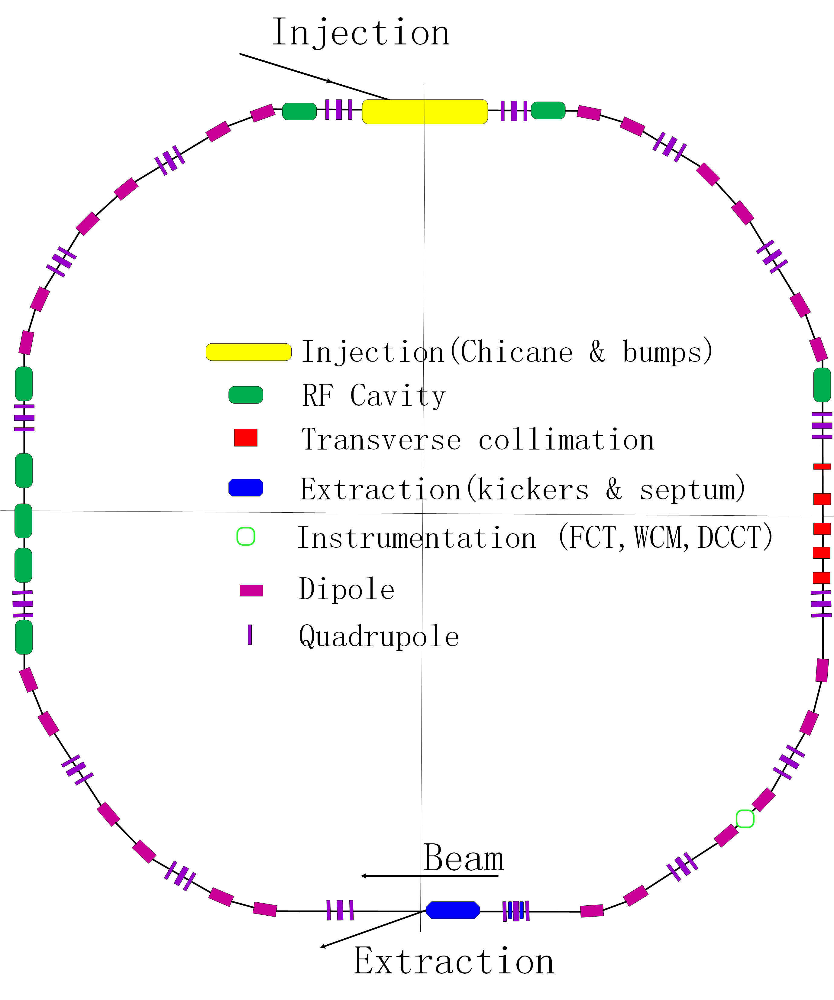 Injection
Injection(Chicane & bumps)
RF Cavity
Transverse collimation
Extraction(kickers & septum)
Instrumentation (FCT,WCM,DCCT)
Dipole
Quadrupole
Beam
Extraction